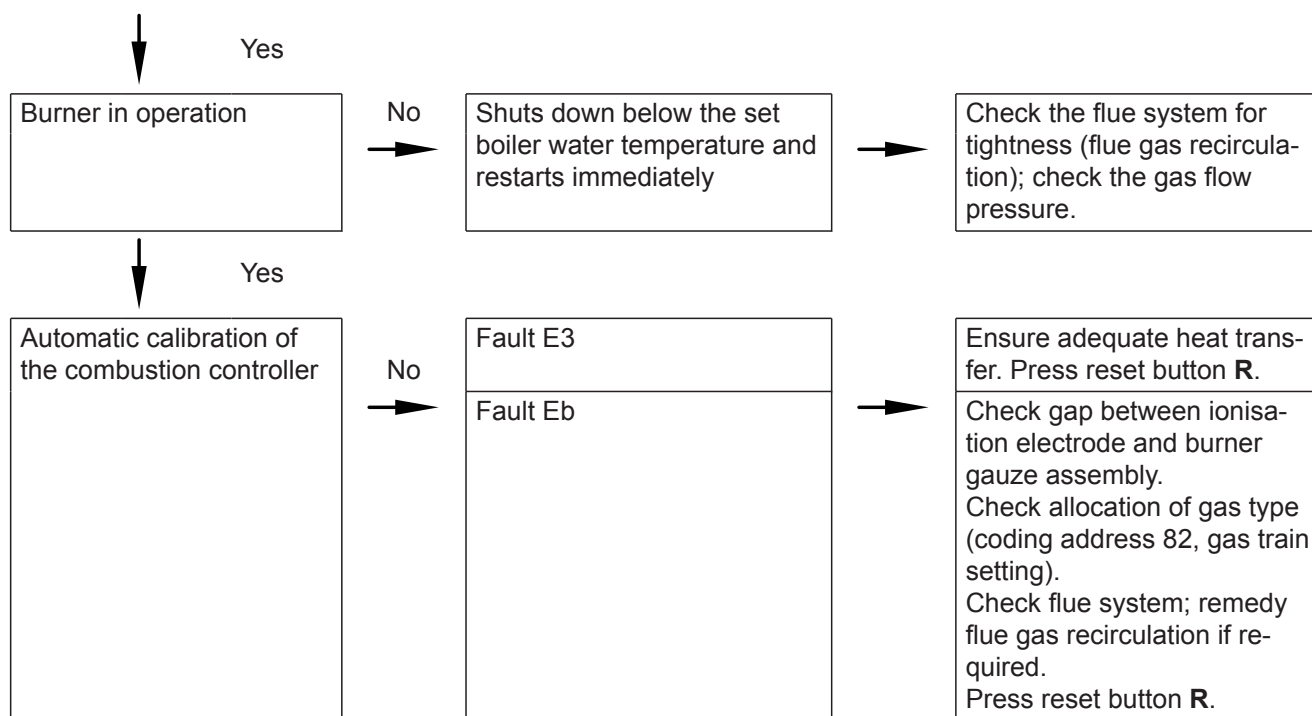 Yes
Burner in operation
No
Shuts down below the set
boiler water temperature and
restarts immediately
Check the flue system for
tightness (flue gas recircula-
tion); check the gas flow
pressure.
Yes
Automatic calibration of
the combustion controller
No
Fault E3
Ensure adequate heat trans-
fer. Press reset button R.
Fault Eb
Check gap between ionisa-
tion electrode and burner
gauze assembly.
Check allocation of gas type
(coding address 82, gas train
setting).
Check flue system; remedy
flue gas recirculation if re-
quired.
Press reset button R.